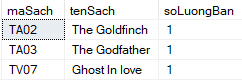 maSach tenSach soLuongBan
TA02 The Goldfinch 1
TA03 The Godfather 1
TV07 Ghost In love 1